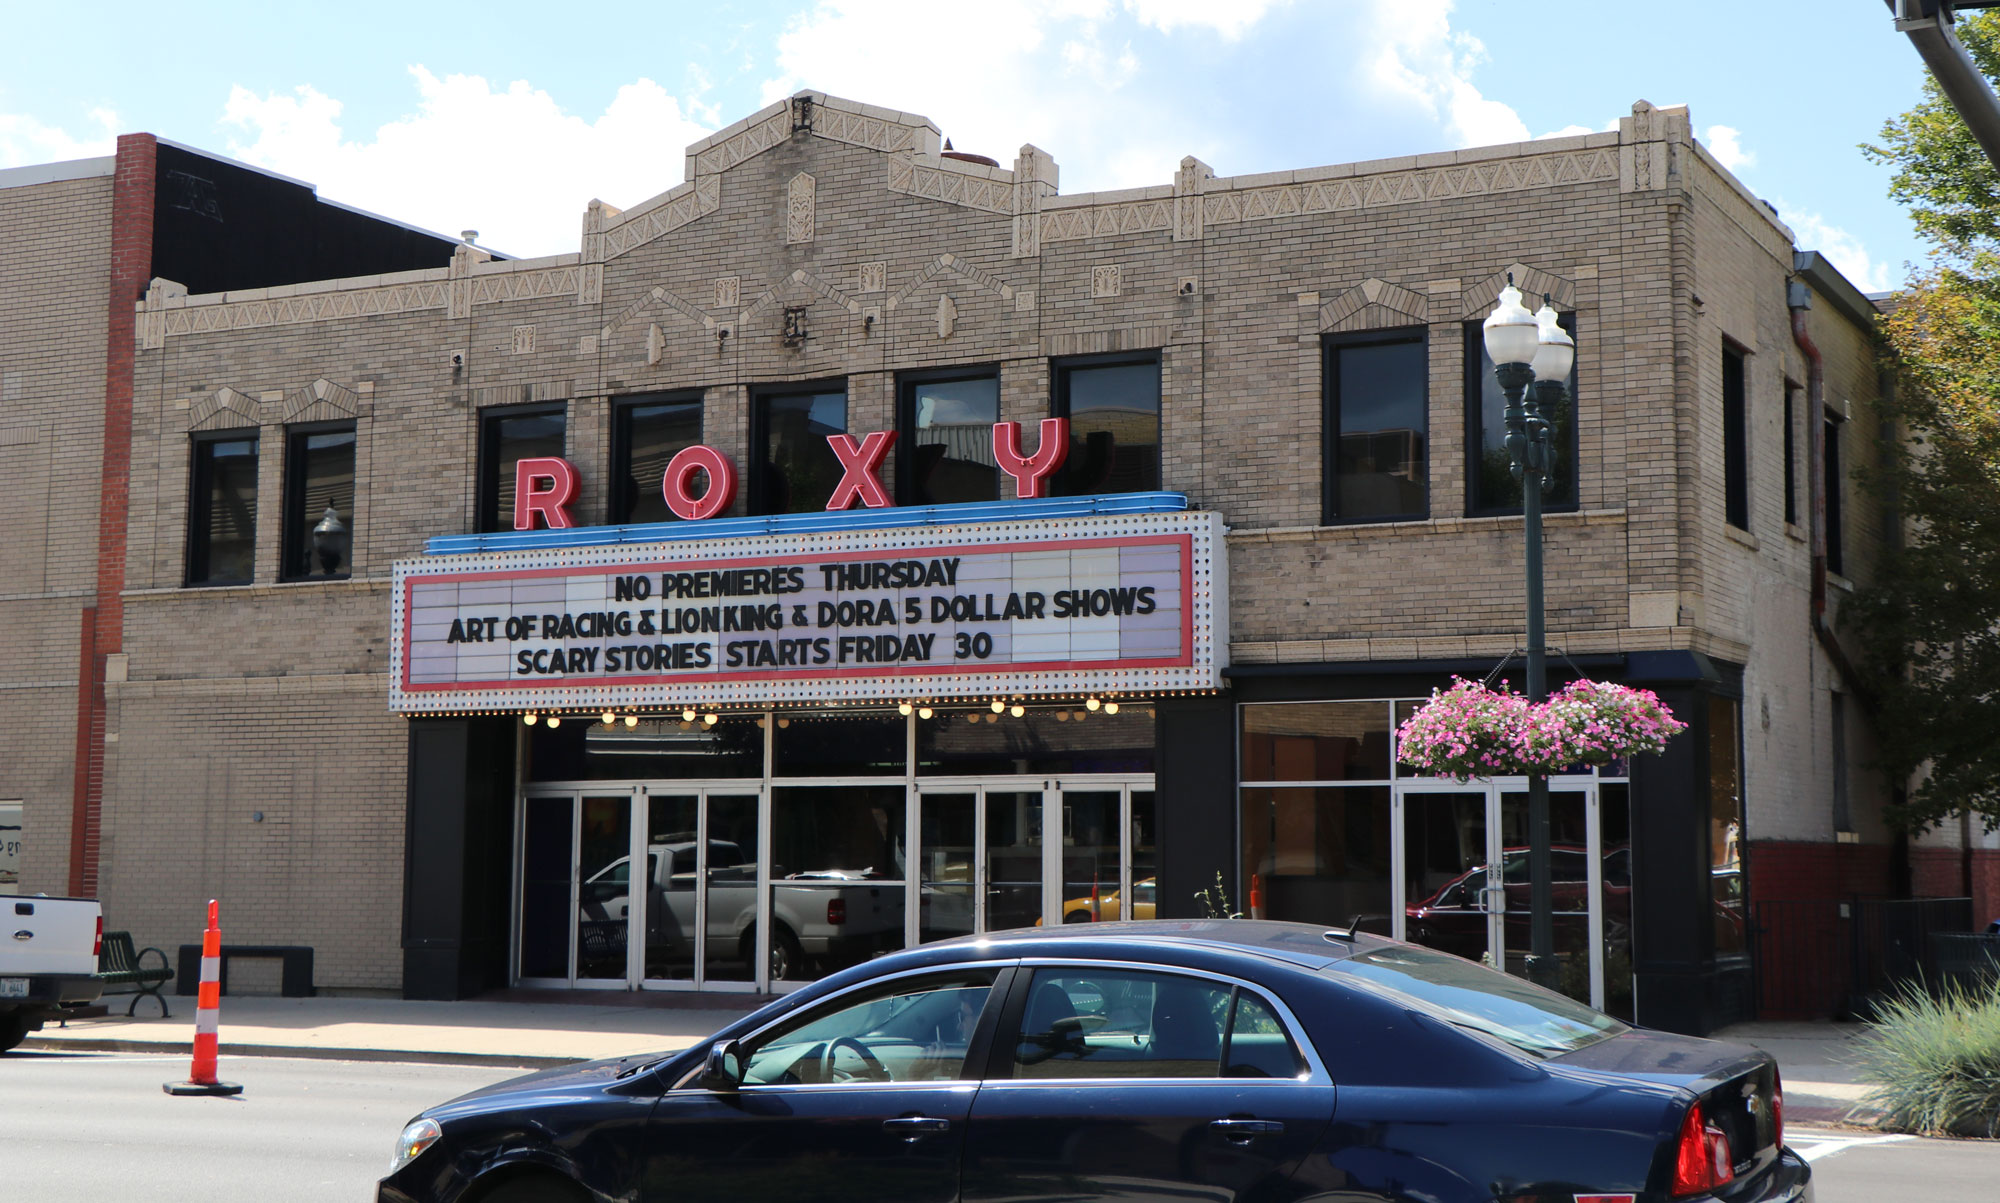 ROXY
NO PREMIERES THURSDAY
ART OF RACING & LION KING & DORA 5 DOLLAR SHOWS
SCARY STORIES STARTS FRIDAY 30